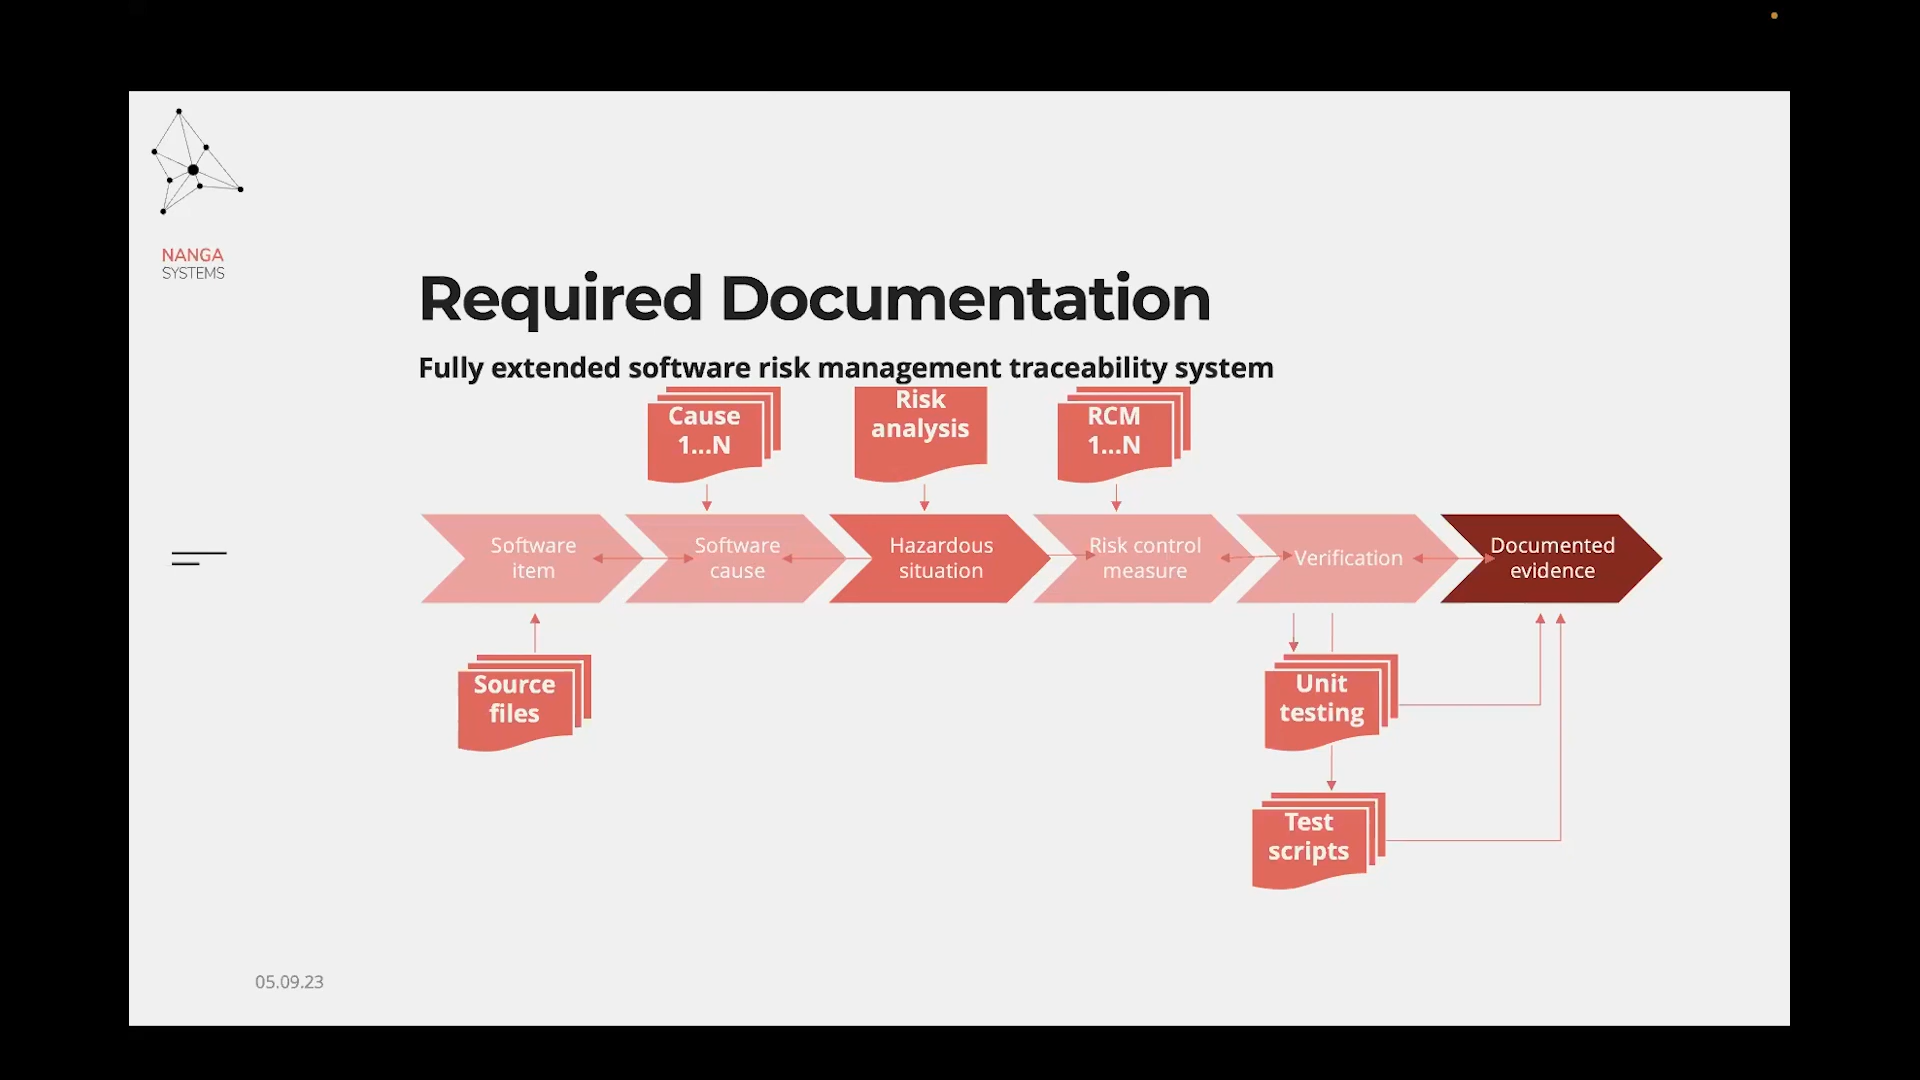 NANGA
SYSTEMS
Required Documentation
Fully extended software risk management traceability system
Cause
1...N
Risk
analysis
RCM
1...N
Software
item
Software
cause
Hazardous
situation
Risk control
measure
Verification
Documented
evidence
Source
files
Unit
testing
Test
scripts
05.09.23